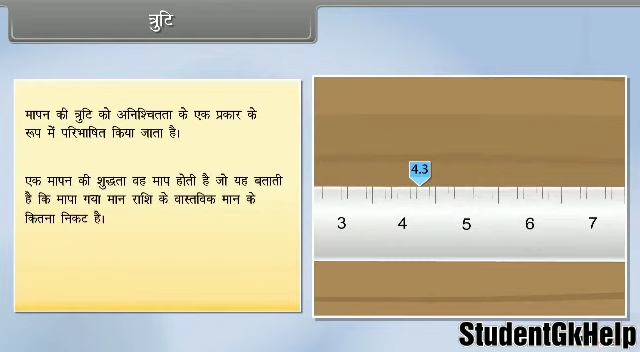 त्रुटि
मापन की त्रुटि को अनिश्चितता के एक प्रकार के
रूप में परिभाषित किया जाता है।
एक मापन की शुद्धता वह माप होती है जो यह बताती
है कि मापा गया मान राशि के वास्तविक मान के
कितना निकट है।
4.3
3 4 5 6 7
StudentGkHelp